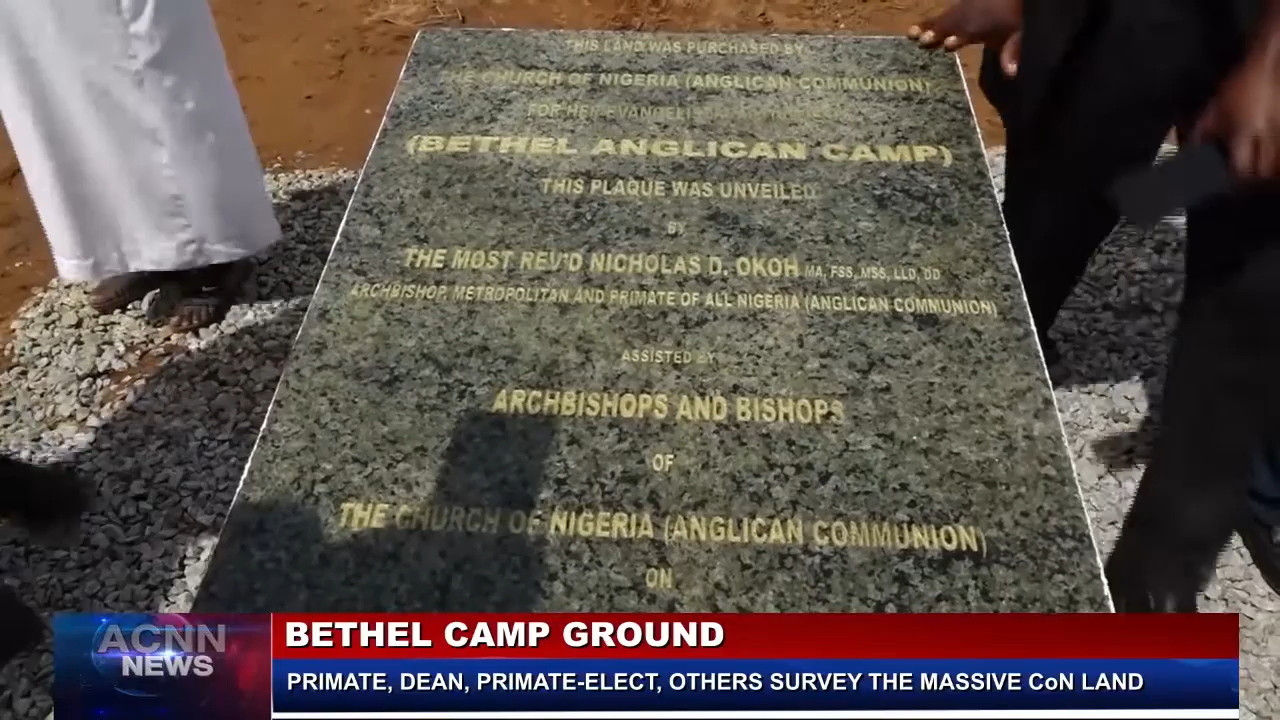 THIS LAND WAS PURCHASED BY
THE CHURCH OF NIGERIA (ANGLICAN COMMUNION)
FOR HER EVANGELISTIC
(BETHEL ANGLICAN CAMP)
THIS PLAQUE WAS UNVEILED
BY
THE MOST REV'D NICHOLAS D. OKOH MA, FSS, MSS, LLD, DD
ARCHBISHOP, METROPOLITAN AND PRIMATE OF ALL NIGERIA (ANGLICAN COMMUNION)
ASSISTED BY
ARCHBISHOPS AND BISHOPS
OF
THE CHURCH OF NIGERIA (ANGLICAN COMMUNION)
ON
ACNN
NEWS
BETHEL CAMP GROUND
PRIMATE, DEAN, PRIMATE-ELECT, OTHERS SURVEY THE MASSIVE CoN LAND